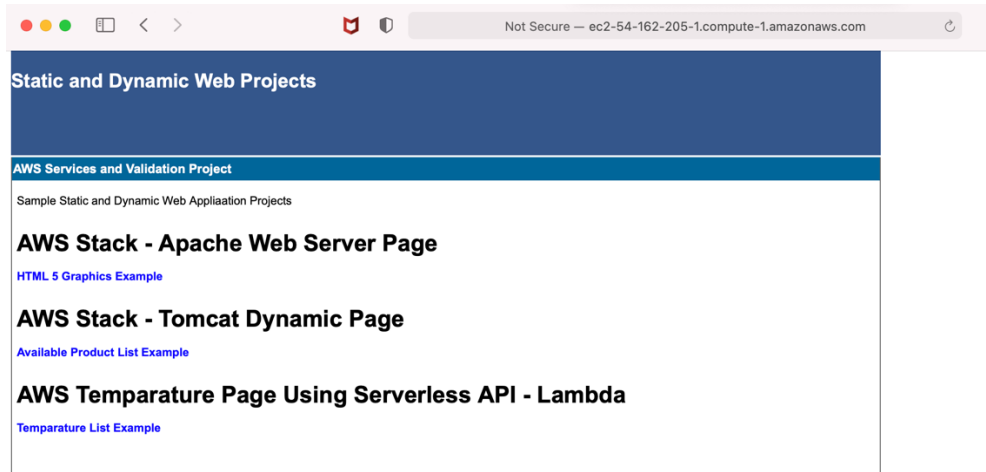 Not Secure — ec2-54-162-205-1.compute-1.amazonaws.com
Static and Dynamic Web Projects
AWS Services and Validation Project
Sample Static and Dynamic Web Appliaation Projects
AWS Stack - Apache Web Server Page
HTML 5 Graphics Example
AWS Stack - Tomcat Dynamic Page
Available Product List Example
AWS Temparature Page Using Serverless API - Lambda
Temparature List Example